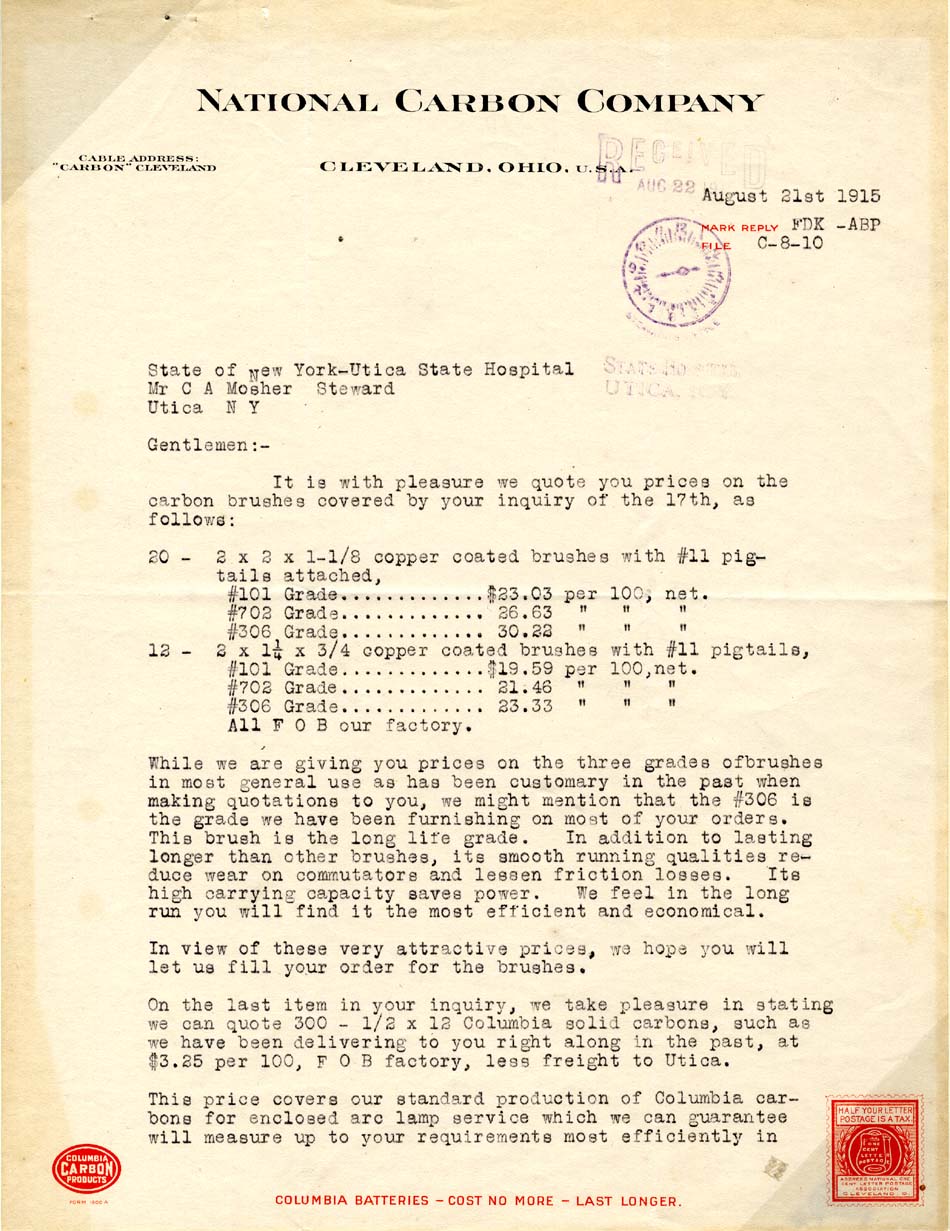 NATIONAL CARBON COMPANY
CABLE ADDRESS:
"CARBON" CLEVELAND
CLEVELAND, OHIO, U.S.A.
RECEIVED
AUG 22
August 21st 1915
MARK REPLY FDK -ABP
FILE C-8-10
State of New York-Utica State Hospital
STATE HOSPITAL
Mr C A Mosher Steward
UTICA, N.Y.
Utica N Y
Gentlemen:-
It is with pleasure we quote you prices on the
carbon brushes covered by your inquiry of the 17th, as
follows:
20 - 2 x 2 x 1-1/8 copper coated brushes with #11 pig-
tails attached,
#101 Grade.............$23.03 per 100, net.
#702 Grade............. 26.63 " " "
#306 Grade............. 30.22 " " "
12 - 2 x 1¼ x 3/4 copper coated brushes with #11 pigtails,
#101 Grade.............$19.59 per 100,net.
#702 Grade............. 21.46 " " "
#306 Grade............. 23.33 " " "
All F O B our factory.
While we are giving you prices on the three grades ofbrushes
in most general use as has been customary in the past when
making quotations to you, we might mention that the #306 is
the grade we have been furnishing on most of your orders.
This brush is the long life grade. In addition to lasting
longer than other brushes, its smooth running qualities re-
duce wear on commutators and lessen friction losses. Its
high carrying capacity saves power. We feel in the long
run you will find it the most efficient and economical.
In view of these very attractive prices, we hope you will
let us fill your order for the brushes.
On the last item in your inquiry, we take pleasure in stating
we can quote 300 - 1/2 x 12 Columbia solid carbons, such as
we have been delivering to you right along in the past, at
$3.25 per 100, F O B factory, less freight to Utica.
This price covers our standard production of Columbia car-
bons for enclosed arc lamp service which we can guarantee
will measure up to your requirements most efficiently in
HALF YOUR LETTER
POSTAGE IS A TAX
ONE
CENT
LETTER
POSTAGE
ADDRESS NATIONAL ONE
CENT LETTER POSTAGE
ASSOCIATION
CLEVELAND, O.
COLUMBIA
CARBON
PRODUCTS
COLUMBIA BATTERIES – COST NO MORE – LAST LONGER.